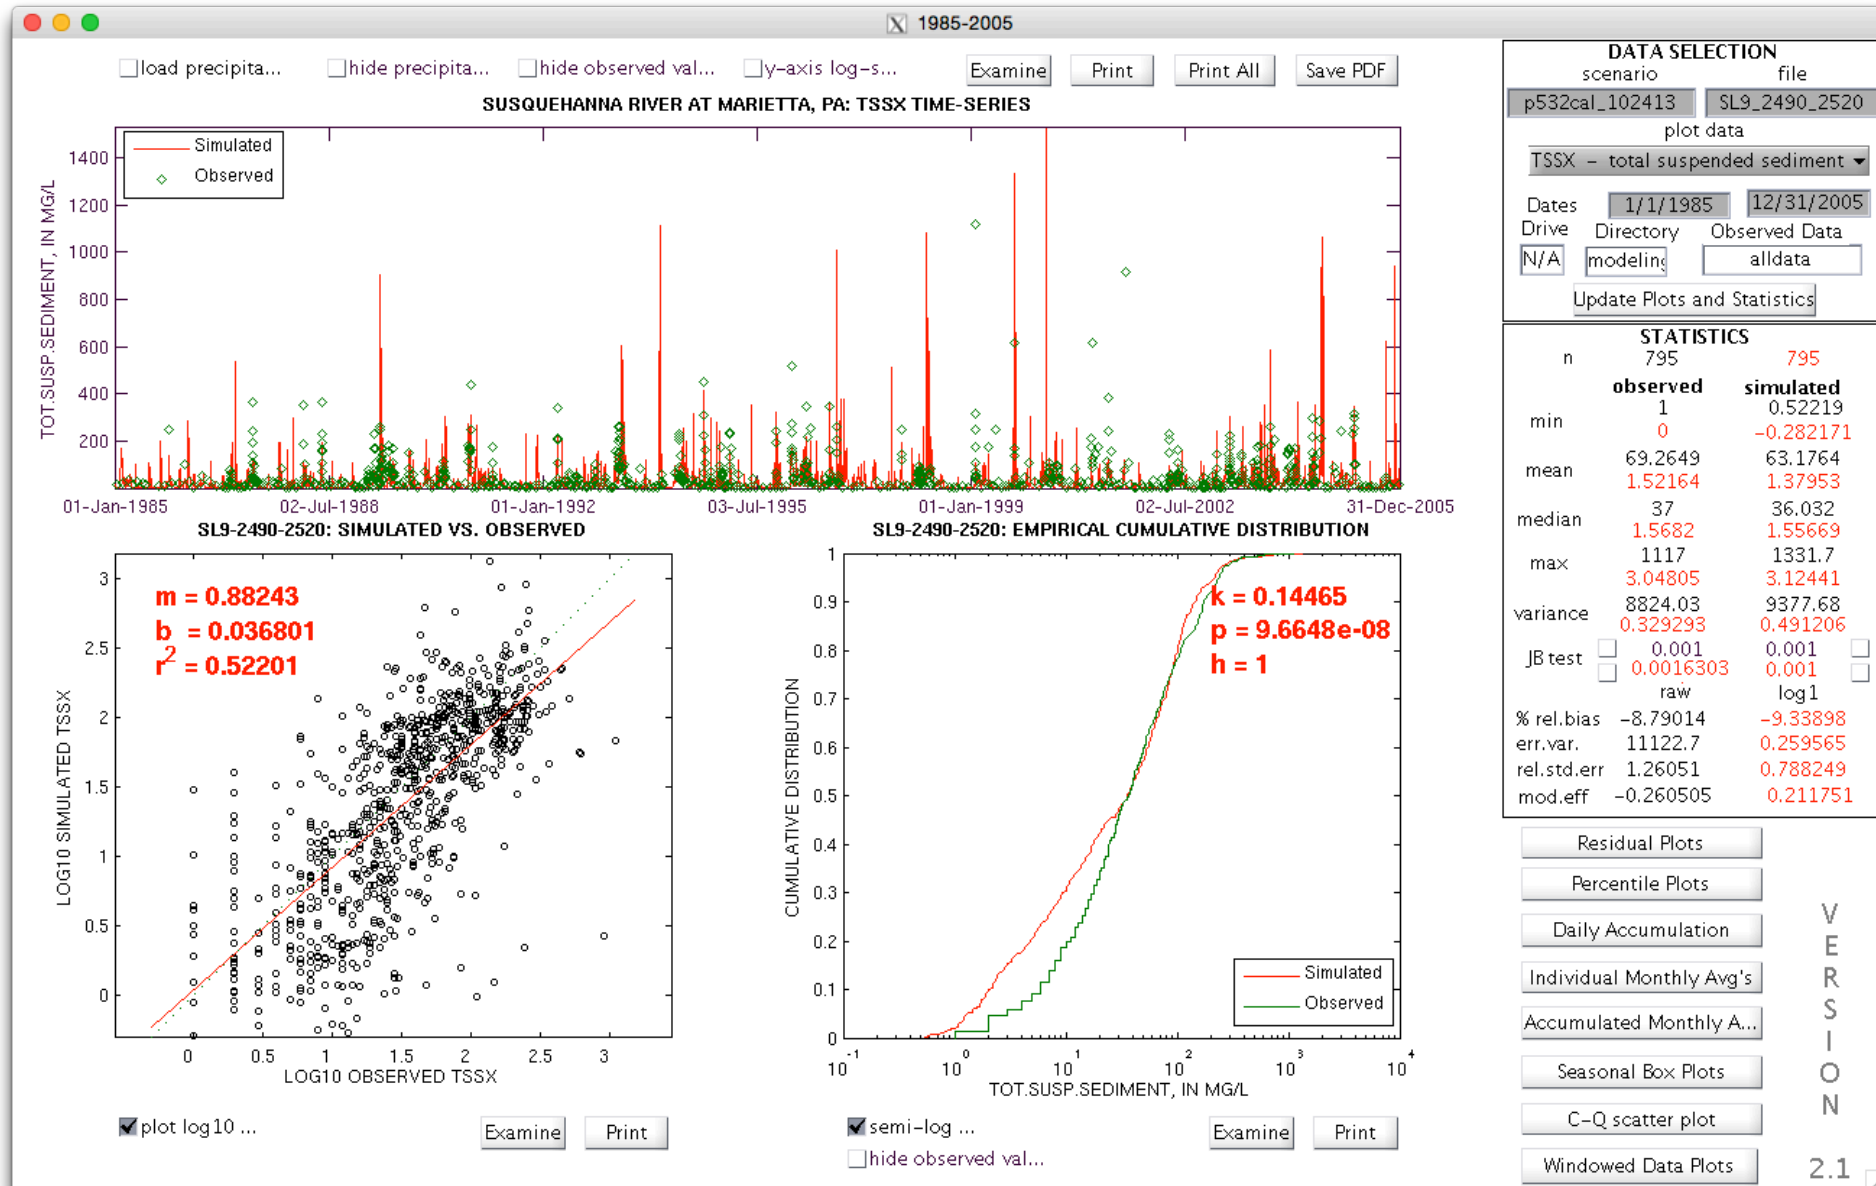 1985-2005
load precipita...
hide precipita...
hide observed val...
y-axis log-s...
Examine
Print
Print All
Save PDF
SUSQUEHANNA RIVER AT MARIETTA, PA: TSSX TIME-SERIES
TOT.SUSP.SEDIMENT, IN MG/L
1400
1200
1000
800
600
400
200
Simulated
Observed
01-Jan-1985
02-Jul-1988
01-Jan-1992
03-Jul-1995
01-Jan-1999
02-Jul-2002
31-Dec-2005
SL9-2490-2520: SIMULATED VS. OBSERVED
m = 0.88243
b = 0.036801
r2 = 0.52201
LOG10 SIMULATED TSSX
3
2.5
2
1.5
1
0.5
0
0 0.5 1 1.5 2 2.5 3
LOG10 OBSERVED TSSX
plot log10 ...
Examine
Print
SL9-2490-2520: EMPIRICAL CUMULATIVE DISTRIBUTION
k = 0.14465
p = 9.6648e-08
h = 1
CUMULATIVE DISTRIBUTION
1
0.9
0.8
0.7
0.6
0.5
0.4
0.3
0.2
0.1
0
Simulated
Observed
10-1 100 101 102 103 104
TOT.SUSP.SEDIMENT, IN MG/L
semi-log ...
hide observed val...
Examine
Print
DATA SELECTION
scenario file
p532cal_102413 SL9_2490_2520
plot data
TSSX - total suspended sediment
Dates 1/1/1985 12/31/2005
Drive Directory Observed Data
N/A modeling alldata
Update Plots and Statistics
STATISTICS
n 795 795
observed simulated
min 1 0.52219
0 -0.282171
mean 69.2649 63.1764
1.52164 1.37953
median 37 36.032
1.5682 1.55669
max 1117 1331.7
3.04805 3.12441
variance 8824.03 9377.68
0.329293 0.491206
JB test 0.001 0.001
0.0016303 0.001
raw log1
% rel.bias -8.79014 -9.33898
err.var. 11122.7 0.259565
rel.std.err 1.26051 0.788249
mod.eff -0.260505 0.211751
Residual Plots
Percentile Plots
Daily Accumulation
Individual Monthly Avg's
Accumulated Monthly A...
Seasonal Box Plots
C-Q scatter plot
Windowed Data Plots
VERSION
2.1